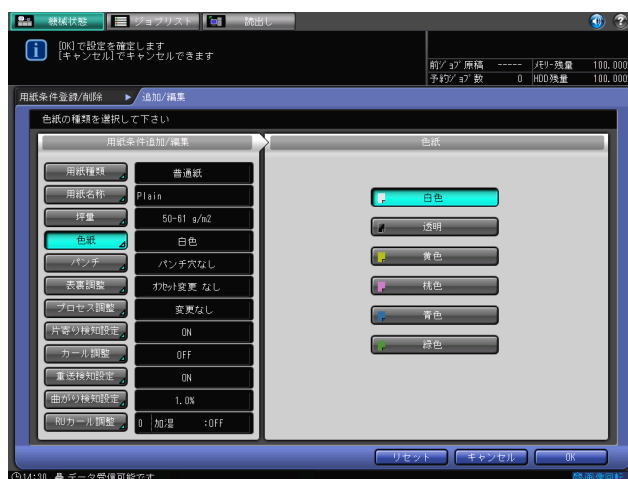 機械状態 ジョブリスト 読出し
[OK]で設定を確定します
[キャンセル]でキャンセルできます
前ジョブ原稿 ----- メモリー残量 100.000
予約ジョブ数 0 HDD残量 100.000
用紙条件登録/削除 ▶ 追加/編集
色紙の種類を選択して下さい
用紙条件追加/編集 色紙
用紙種類 普通紙
用紙名称 Plain
坪量 50-61 g/m2
色紙 白色
パンチ パンチ穴なし
表裏調整 オフセット変更 なし
プロセス調整 変更なし
片寄り検知設定 ON
カール調整 OFF
重送検知設定 ON
曲がり検知設定 1.0%
RUカール調整 0 加湿 :OFF
白色
透明
黄色
桃色
青色
緑色
リセット キャンセル OK
14:30 データ受信可能です 画像回転